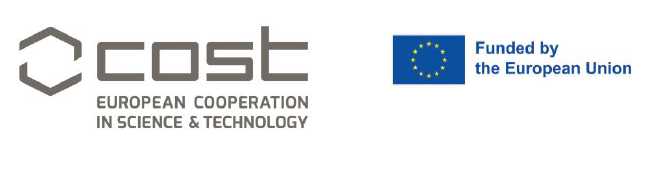 cost
EUROPEAN COOPERATION
IN SCIENCE & TECHNOLOGY
Funded by
the European Union